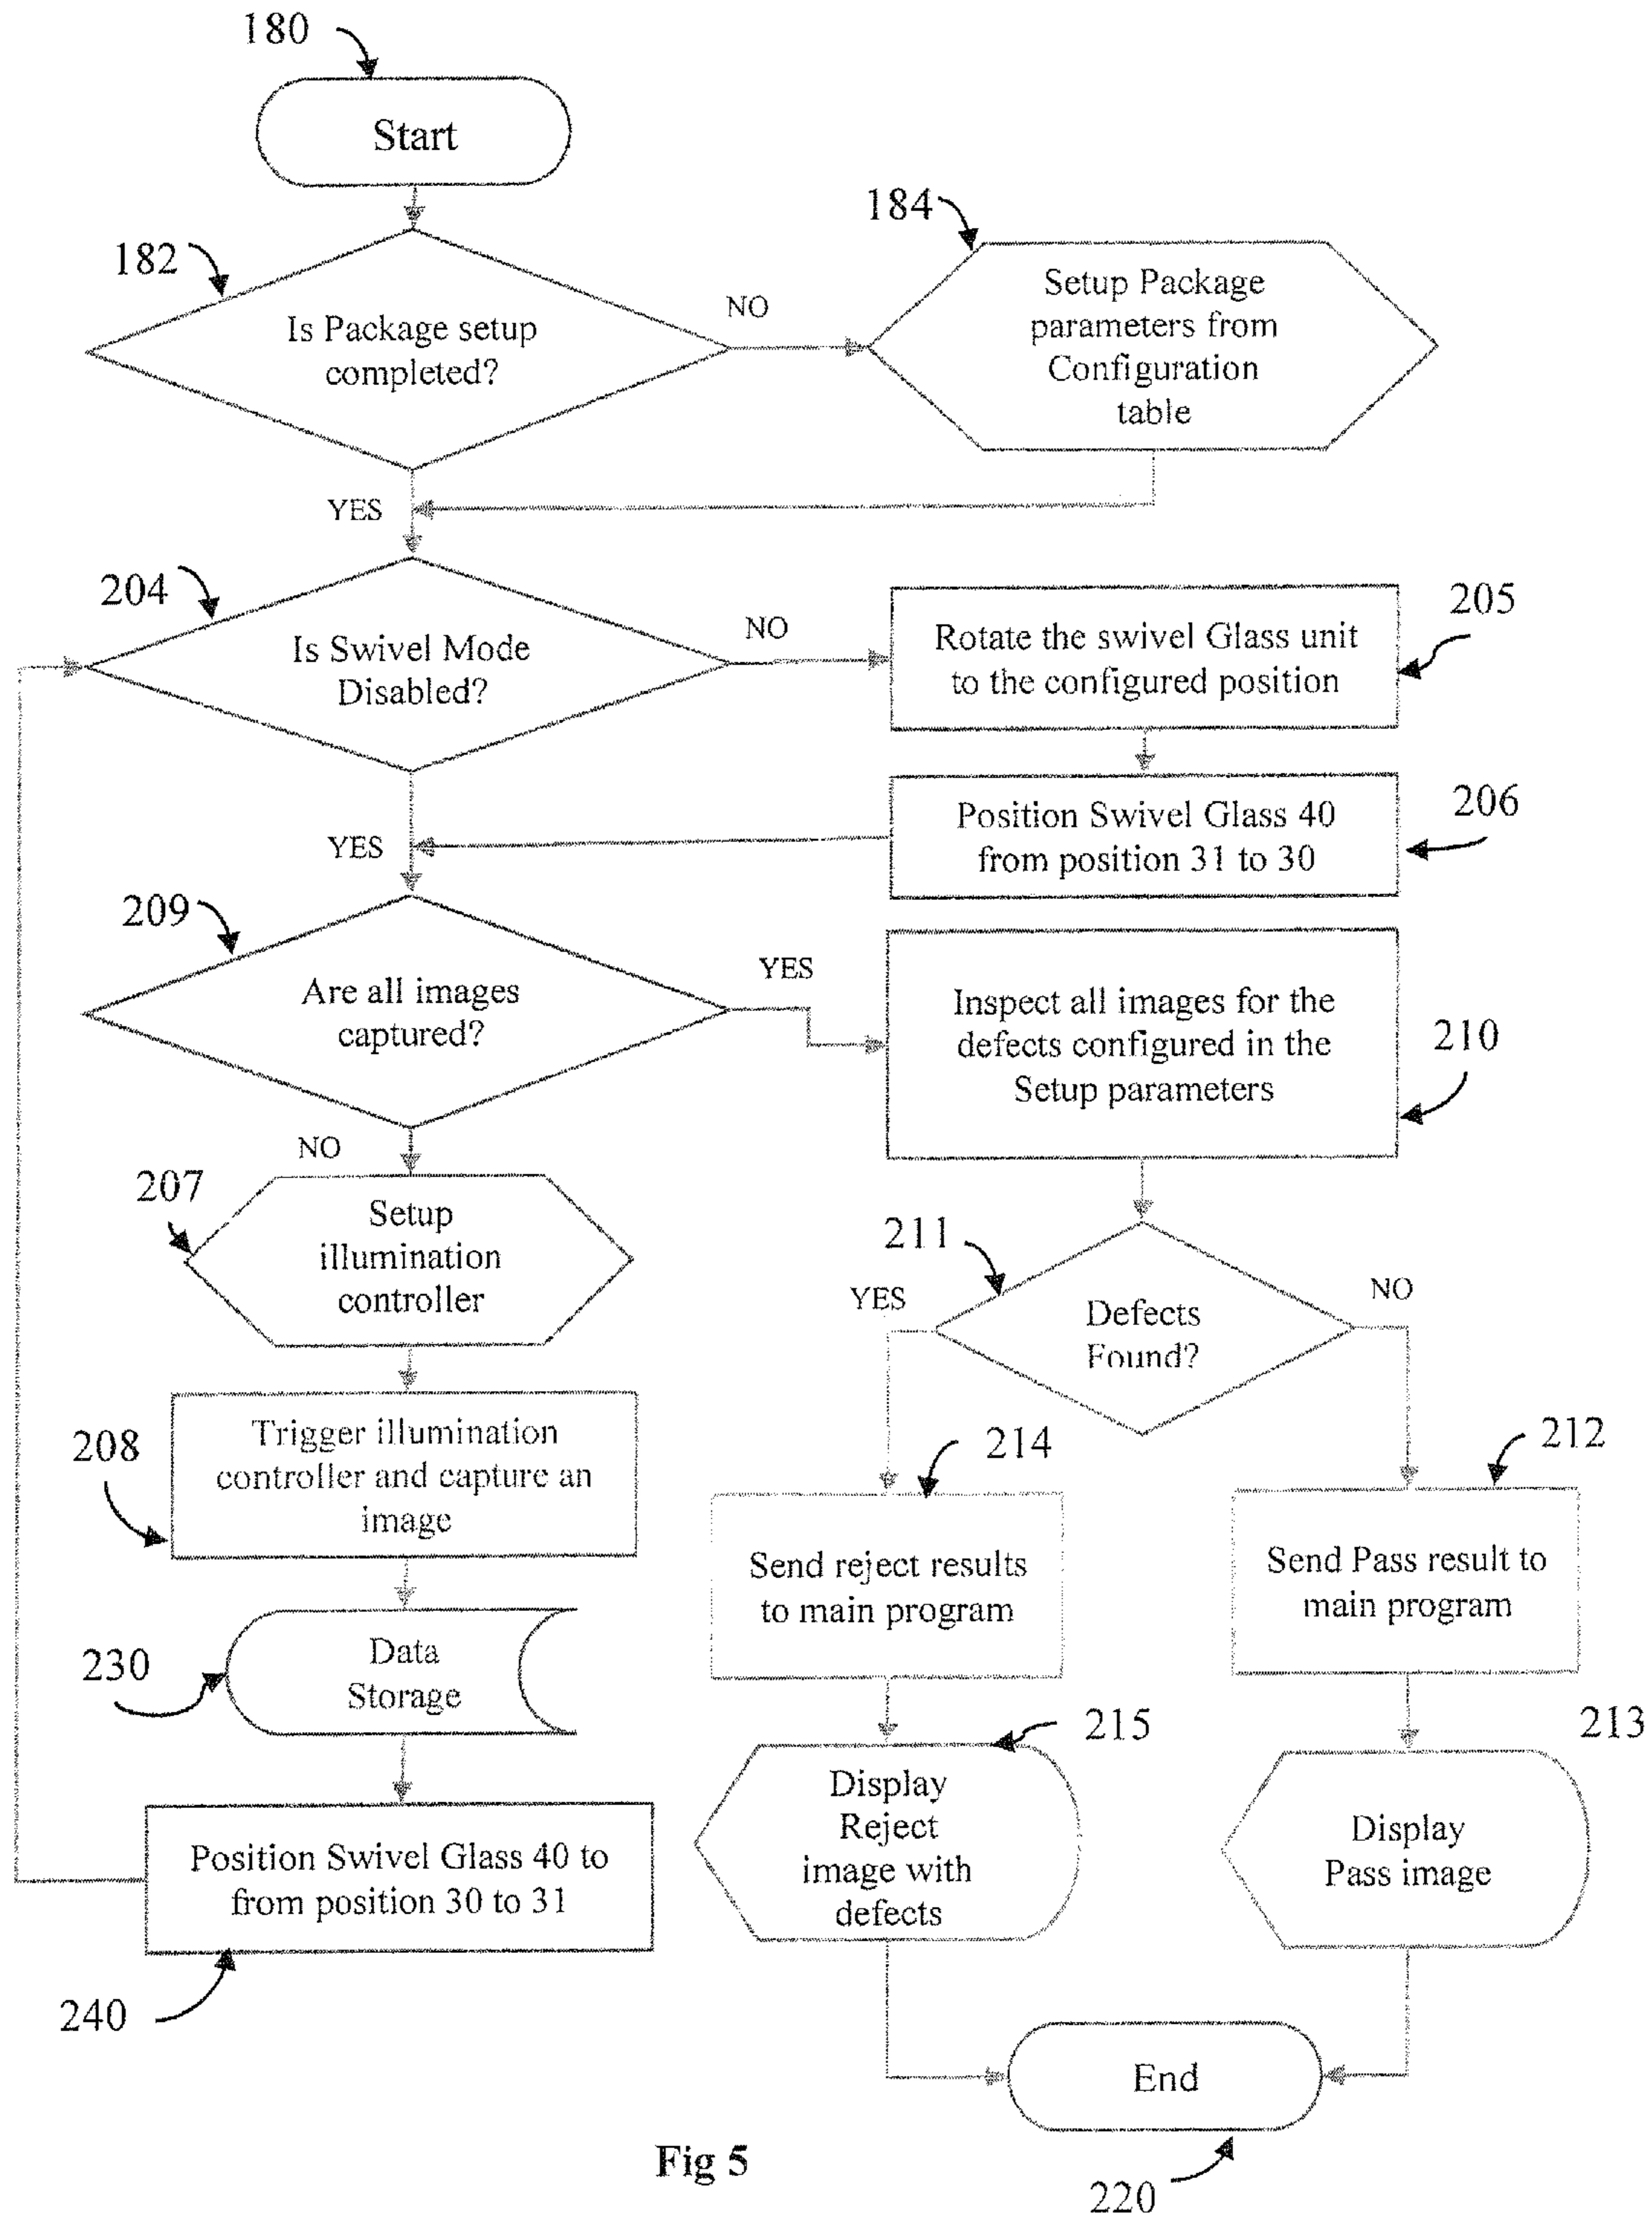 180
Start
182
Is Package setup
completed?
NO
184
Setup Package
parameters from
Configuration
table
YES
204
Is Swivel Mode
Disabled?
NO
205
Rotate the swivel Glass unit
to the configured position
206
Position Swivel Glass 40
from position 31 to 30
YES
209
Are all images
captured?
YES
210
Inspect all images for the
defects configured in the
Setup parameters
NO
207
Setup
illumination
controller
211
Defects
Found?
YES
NO
208
Trigger illumination
controller and capture an
image
214
Send reject results
to main program
212
Send Pass result to
main program
230
Data
Storage
215
Display
Reject
image with
defects
213
Display
Pass image
Position Swivel Glass 40 to
from position 30 to 31
240
End
220
Fig 5